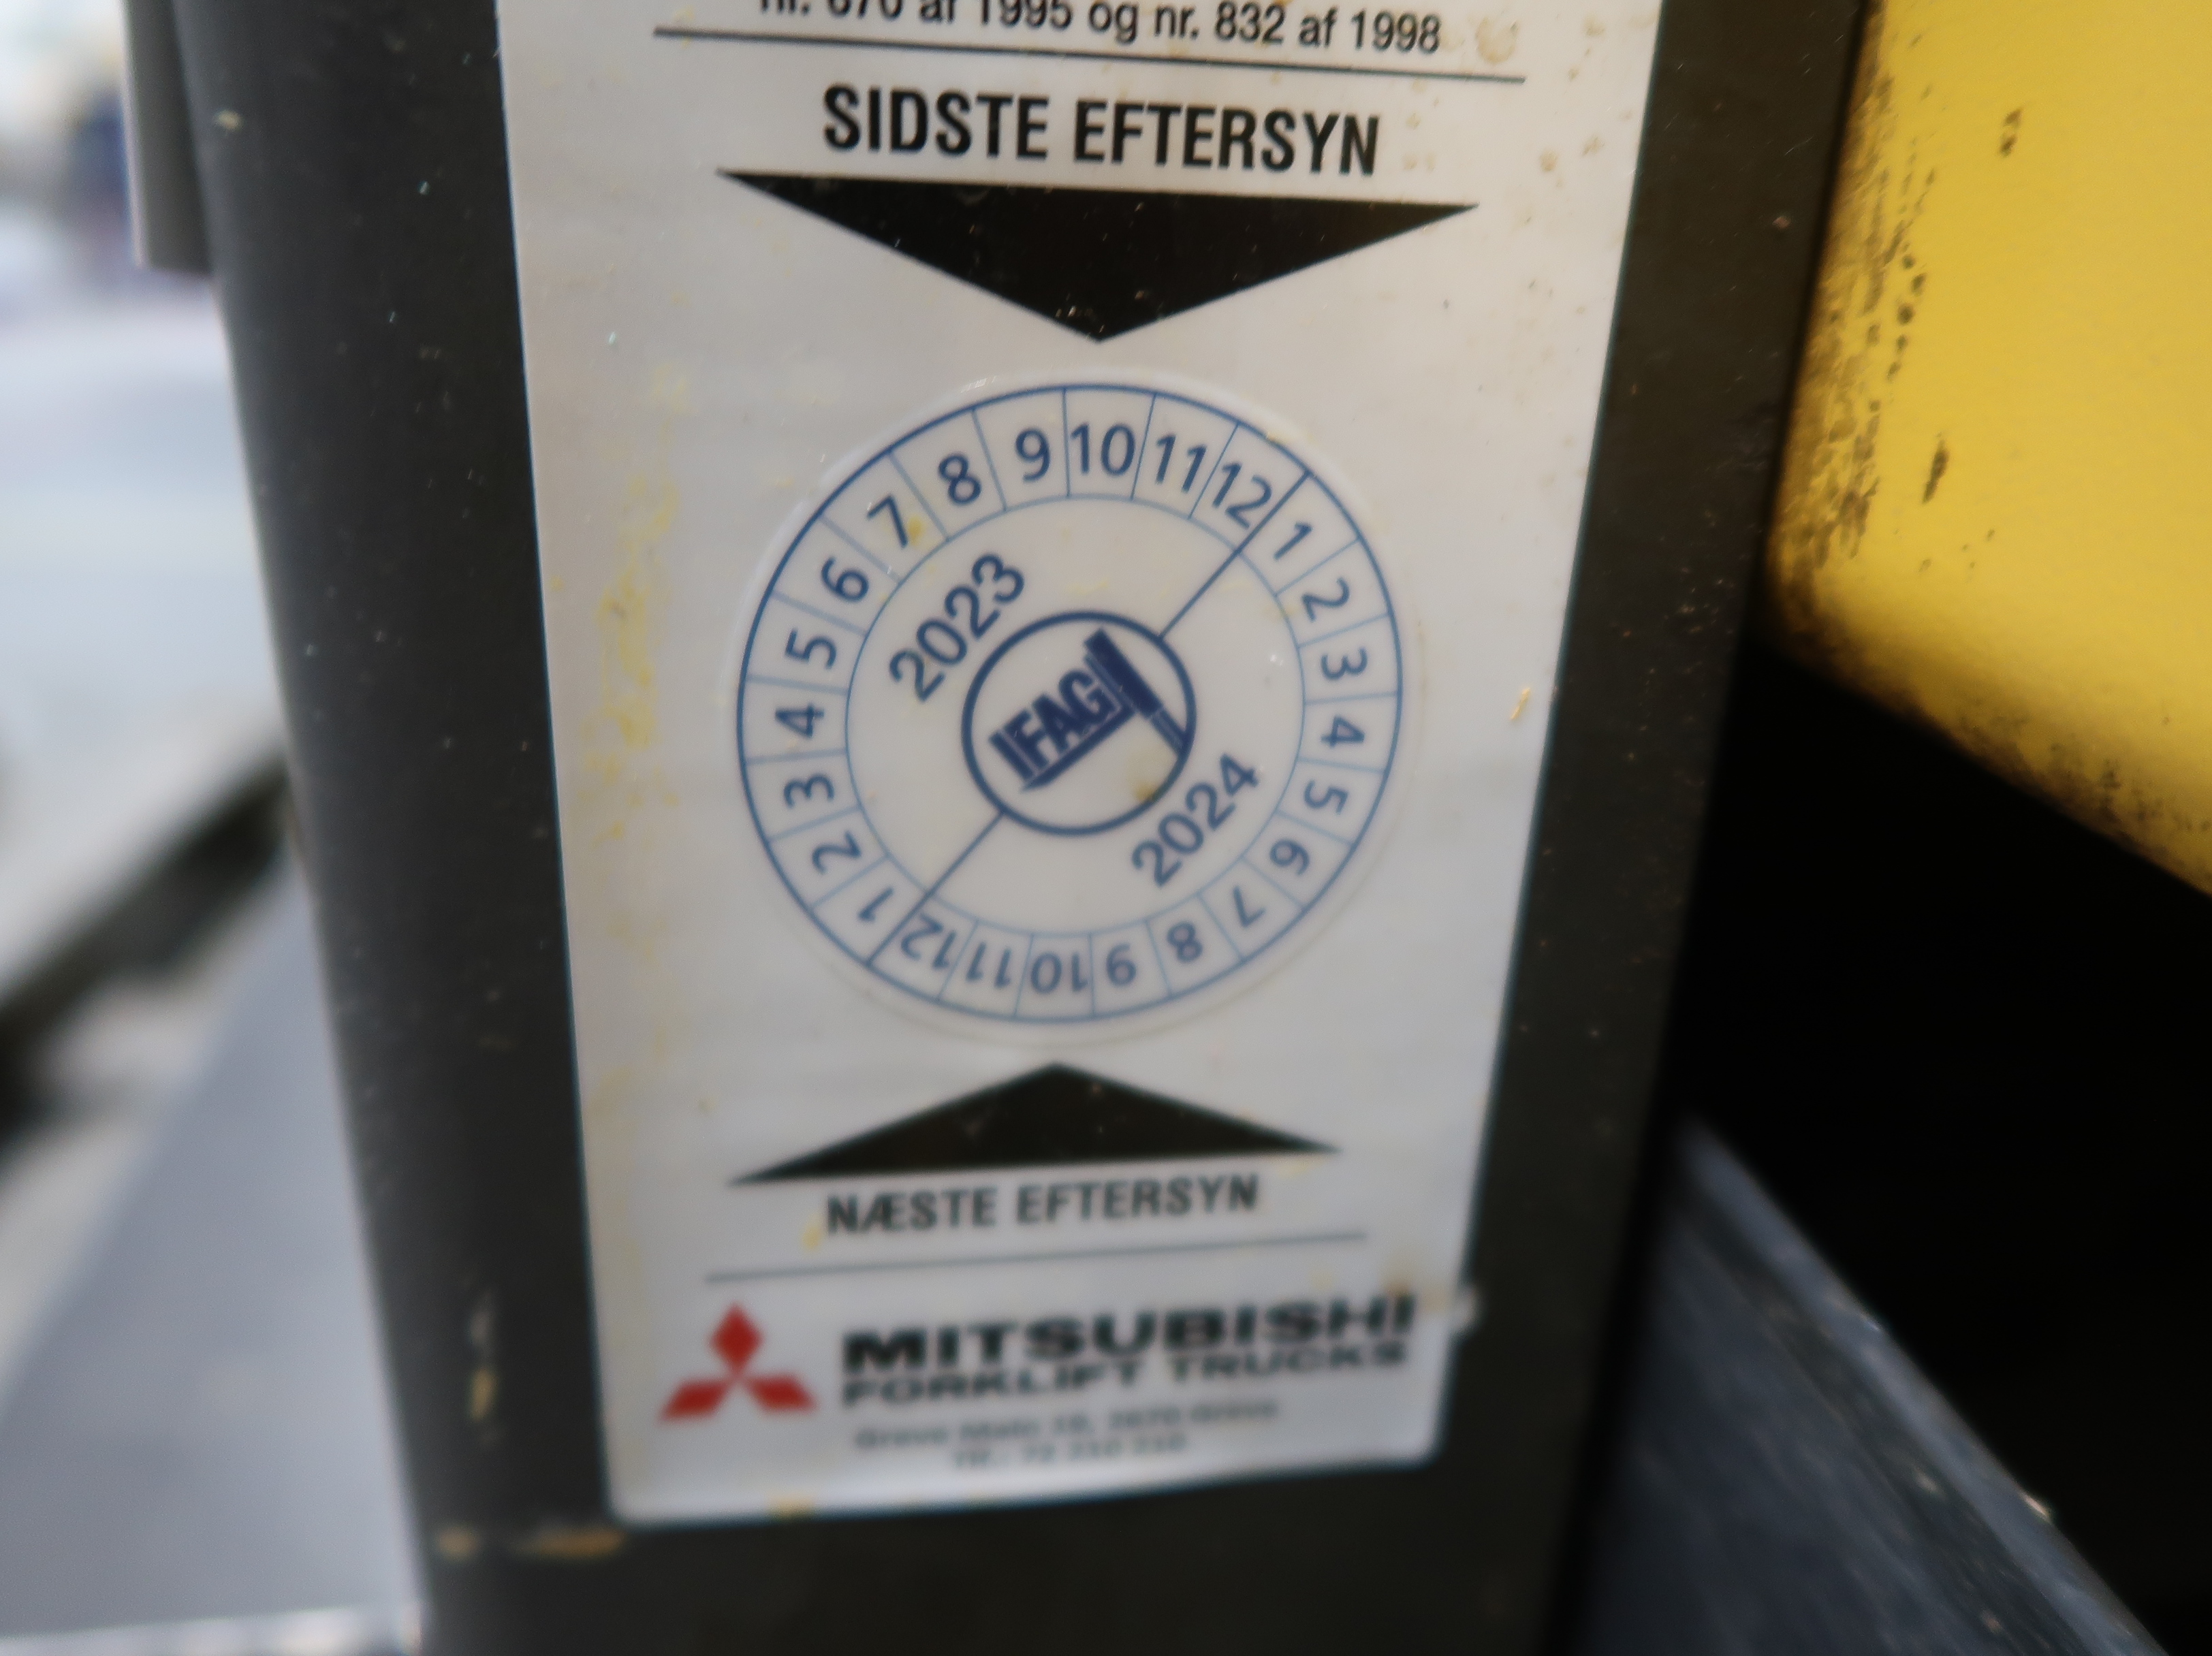 nr. 670 af 1995 og nr. 832 af 1998
SIDSTE EFTERSYN
1 2 3 4 5 6 7 8 9 10 11 12
2023
IFAG
2024
1 2 3 4 5 6 7 8 9 10 11 12
NÆSTE EFTERSYN
MITSUBISHI
FORKLIFT TRUCKS
Greve